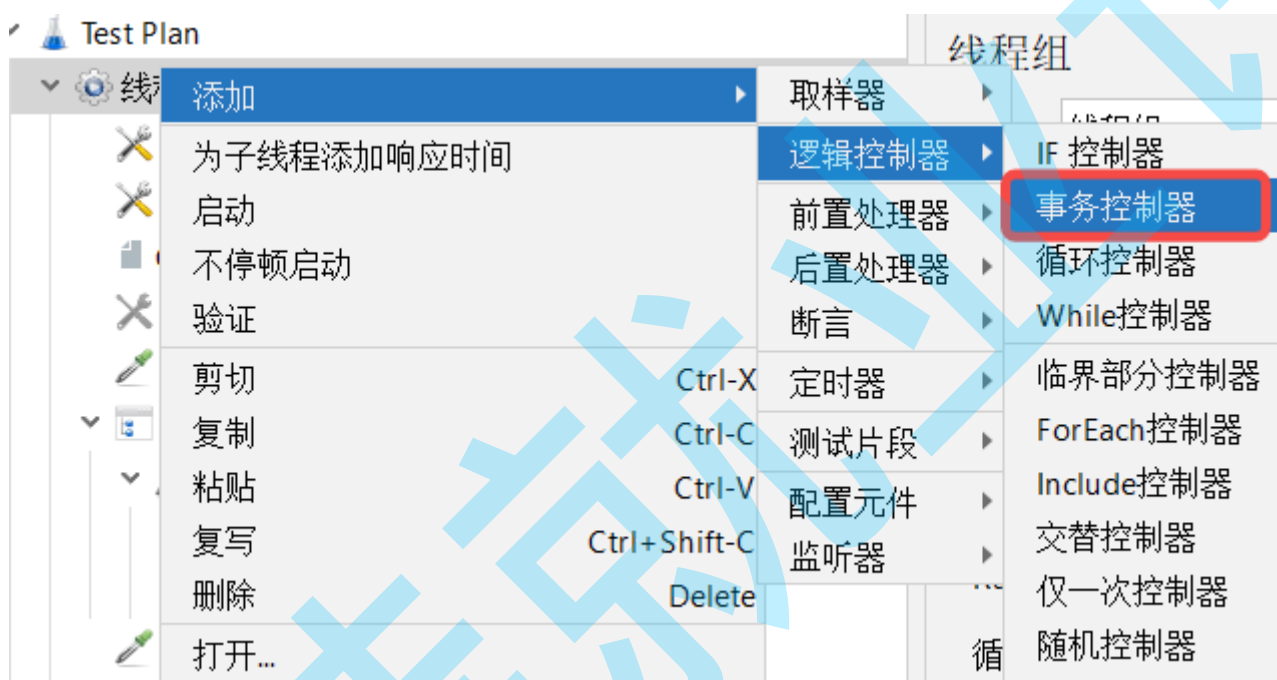 Test Plan
线程组
线程组
添加
为子线程添加响应时间
启动
不停顿启动
验证
剪切 Ctrl-X
复制 Ctrl-C
粘贴 Ctrl-V
复写 Ctrl+Shift-C
删除 Delete
打开...
取样器
逻辑控制器
前置处理器
后置处理器
断言
定时器
测试片段
配置元件
监听器
IF 控制器
事务控制器
循环控制器
While控制器
临界部分控制器
ForEach控制器
Include控制器
交替控制器
仅一次控制器
随机控制器
循